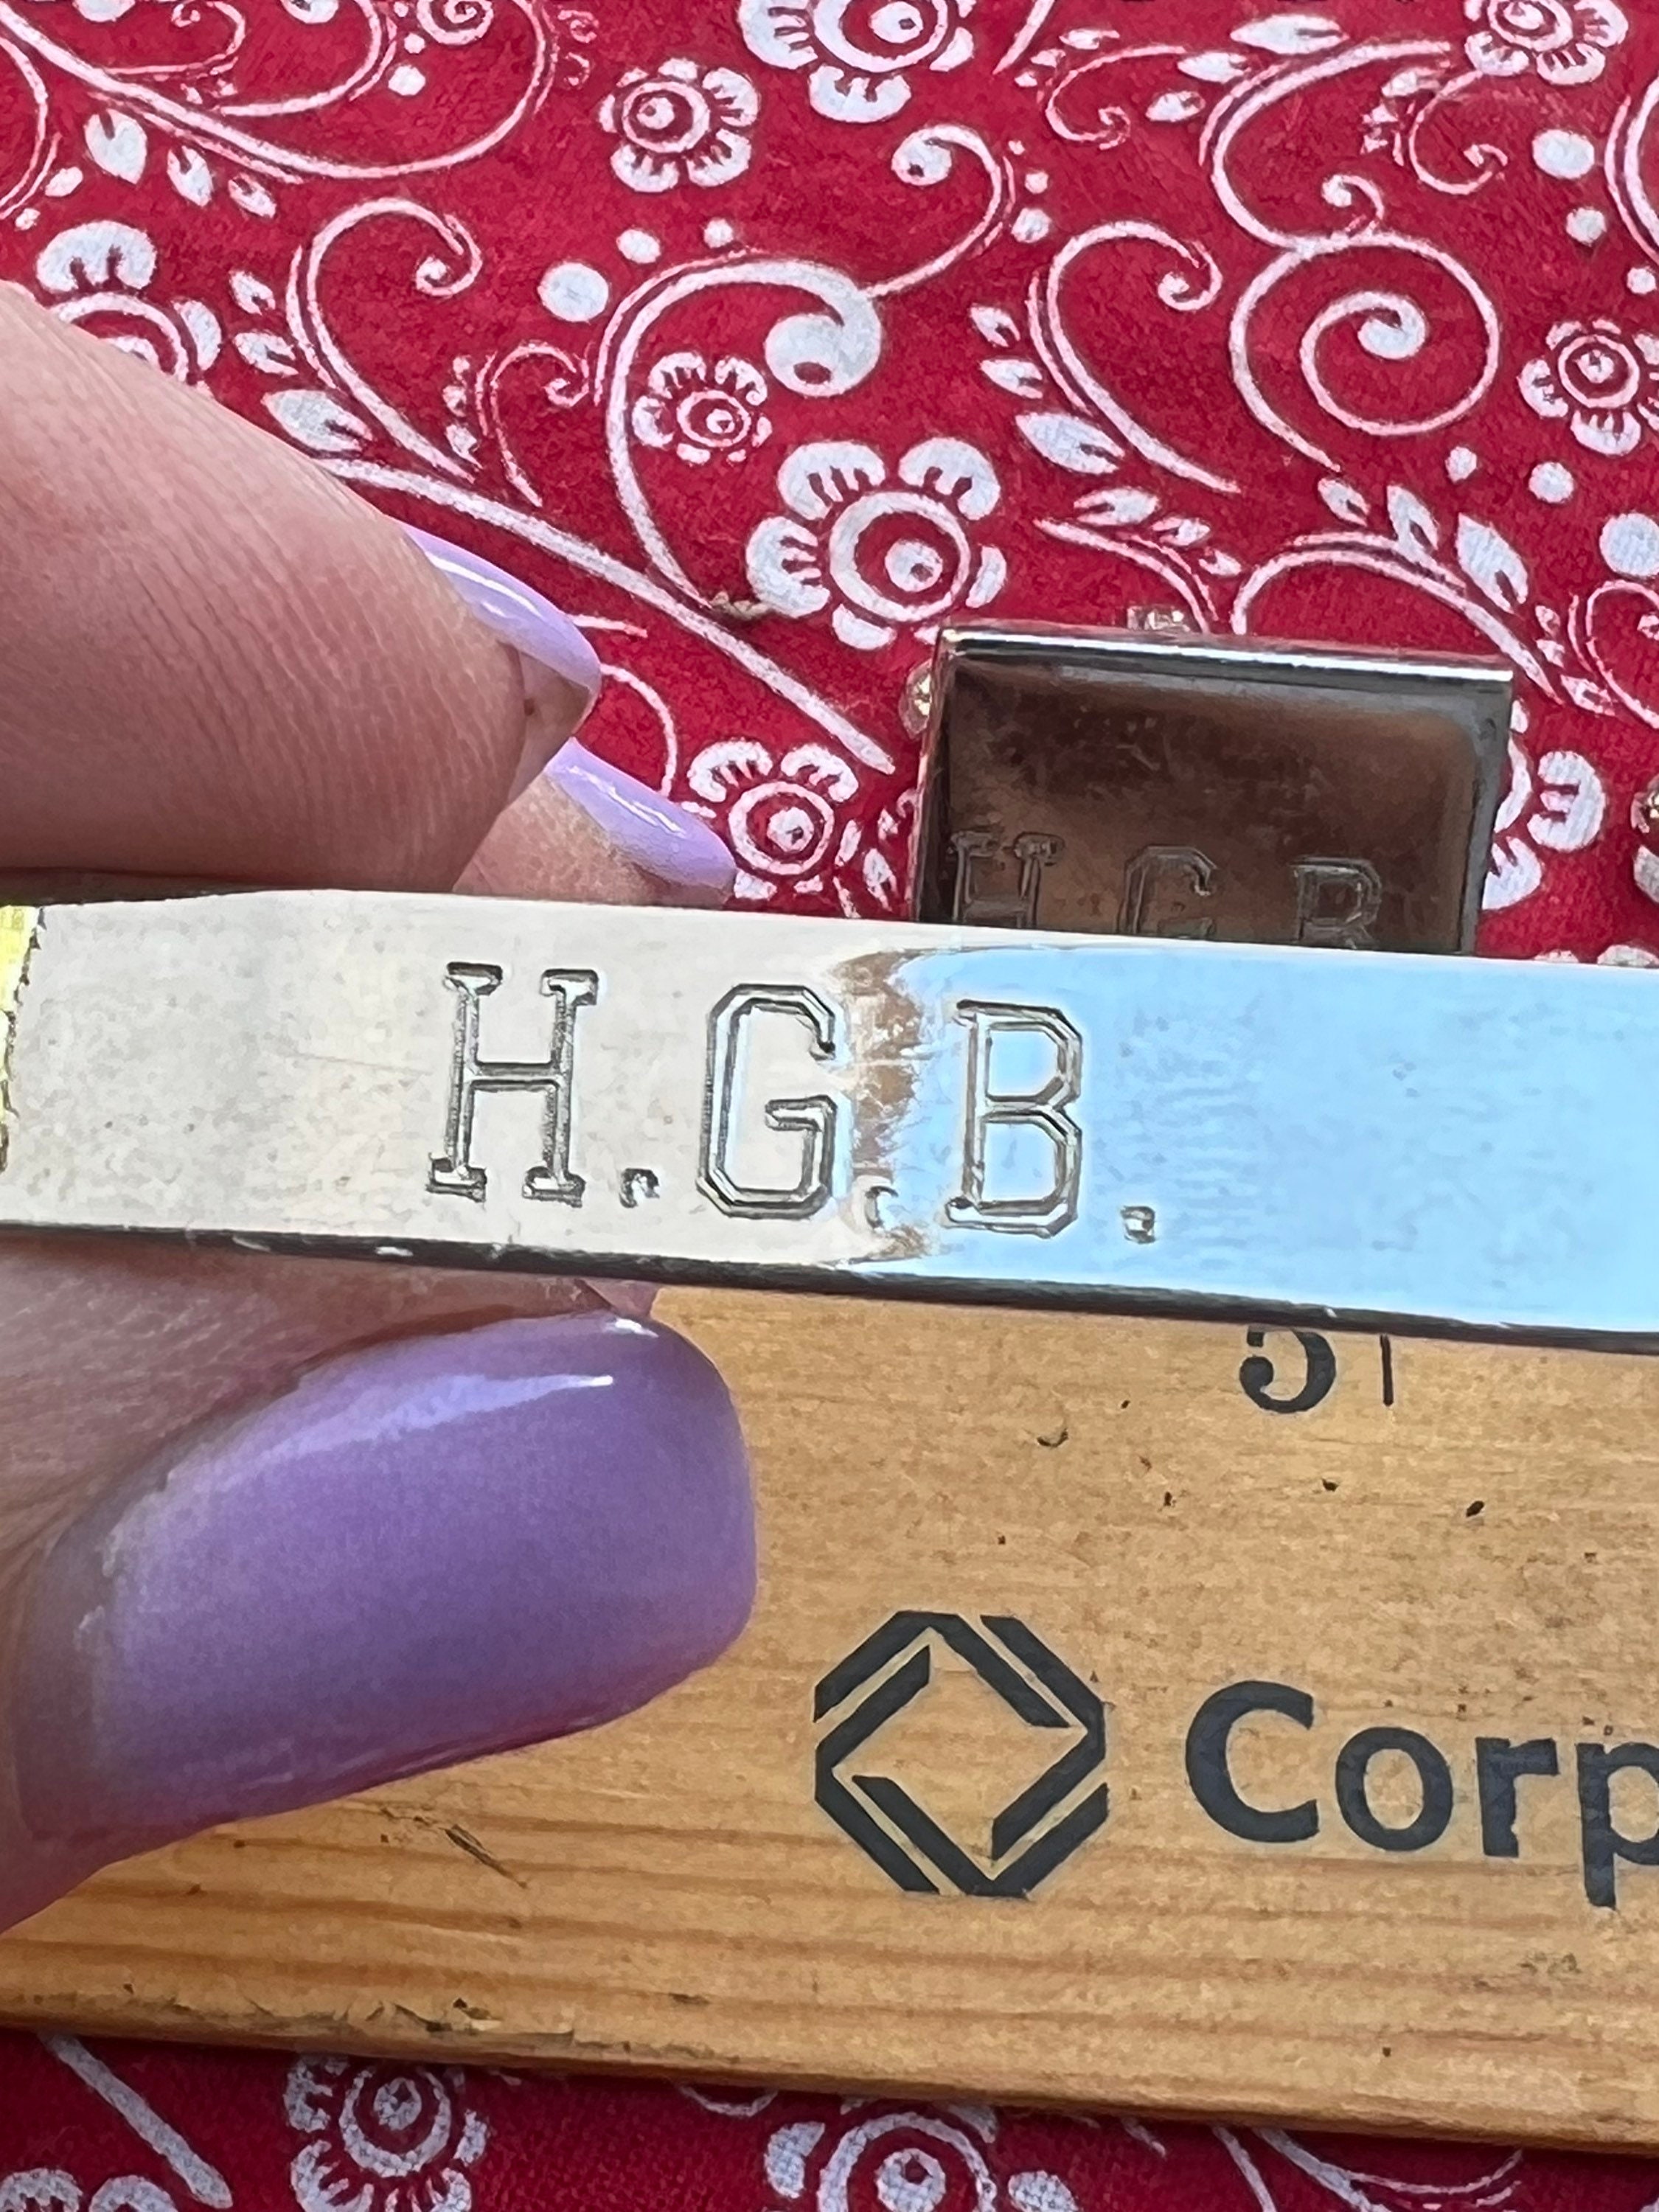 H G B
H.G.B.
5
Corp